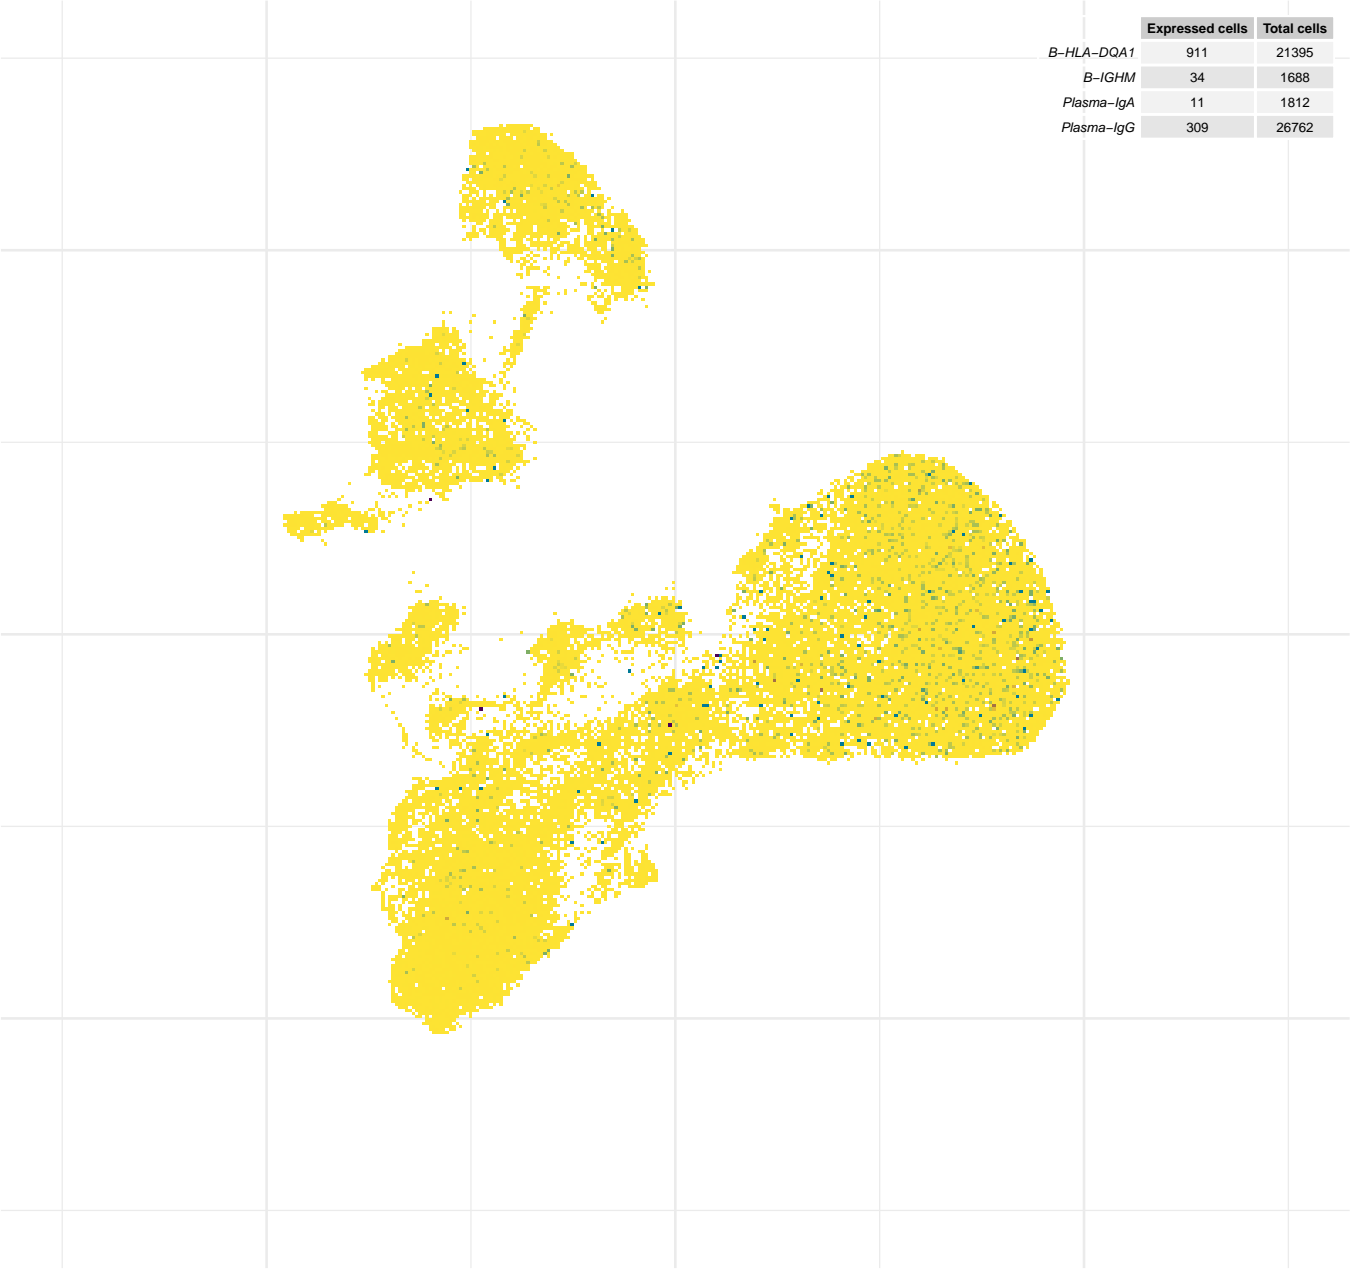 Expressed cells Total cells
B−HLA−DQA1 911 21395
B−IGHM 34 1688
Plasma−IgA 11 1812
Plasma−IgG 309 26762